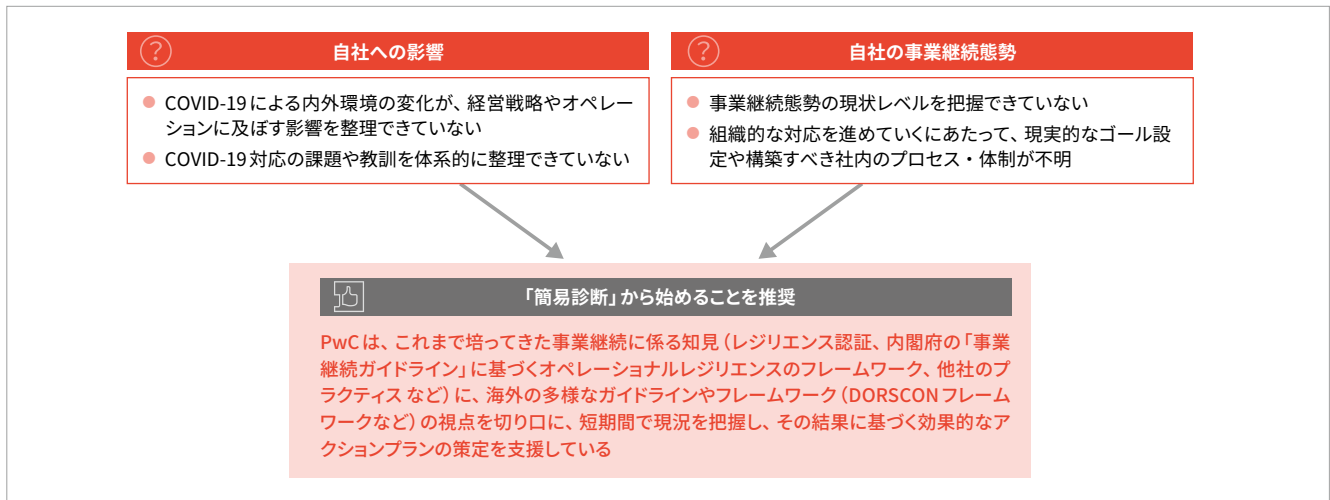 自社への影響
● COVID-19による内外環境の変化が、経営戦略やオペレー
ションに及ぼす影響を整理できていない
● COVID-19対応の課題や教訓を体系的に整理できていない
自社の事業継続態勢
● 事業継続態勢の現状レベルを把握できていない
● 組織的な対応を進めていくにあたって、現実的なゴール設
定や構築すべき社内のプロセス・体制が不明
「簡易診断」から始めることを推奨
PwCは、これまで培ってきた事業継続に係る知見（レジリエンス認証、内閣府の「事業
継続ガイドライン」に基づくオペレーショナルレジリエンスのフレームワーク、他社のプ
ラクティス など）に、海外の多様なガイドラインやフレームワーク（DORSCONフレーム
ワークなど）の視点を切り口に、短期間で現況を把握し、その結果に基づく効果的なア
クションプランの策定を支援している